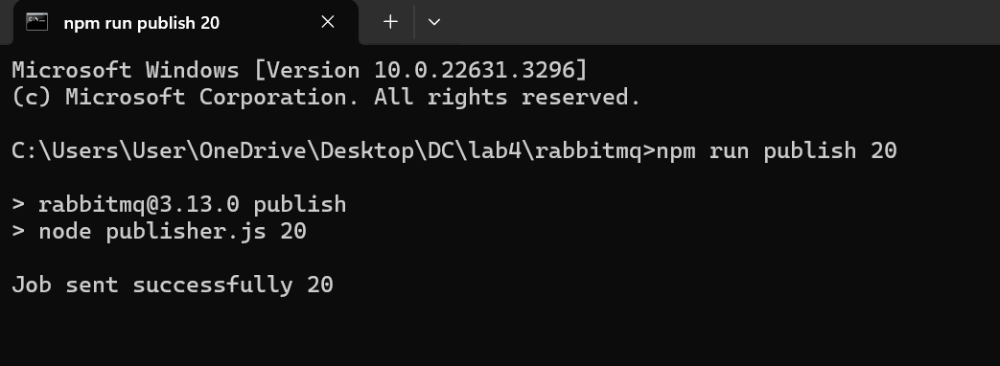 npm run publish 20
Microsoft Windows [Version 10.0.22631.3296]
(c) Microsoft Corporation. All rights reserved.
C:\Users\User\OneDrive\Desktop\DC\lab4\rabbitmq>npm run publish 20
> rabbitmq@3.13.0 publish
> node publisher.js 20
Job sent successfully 20